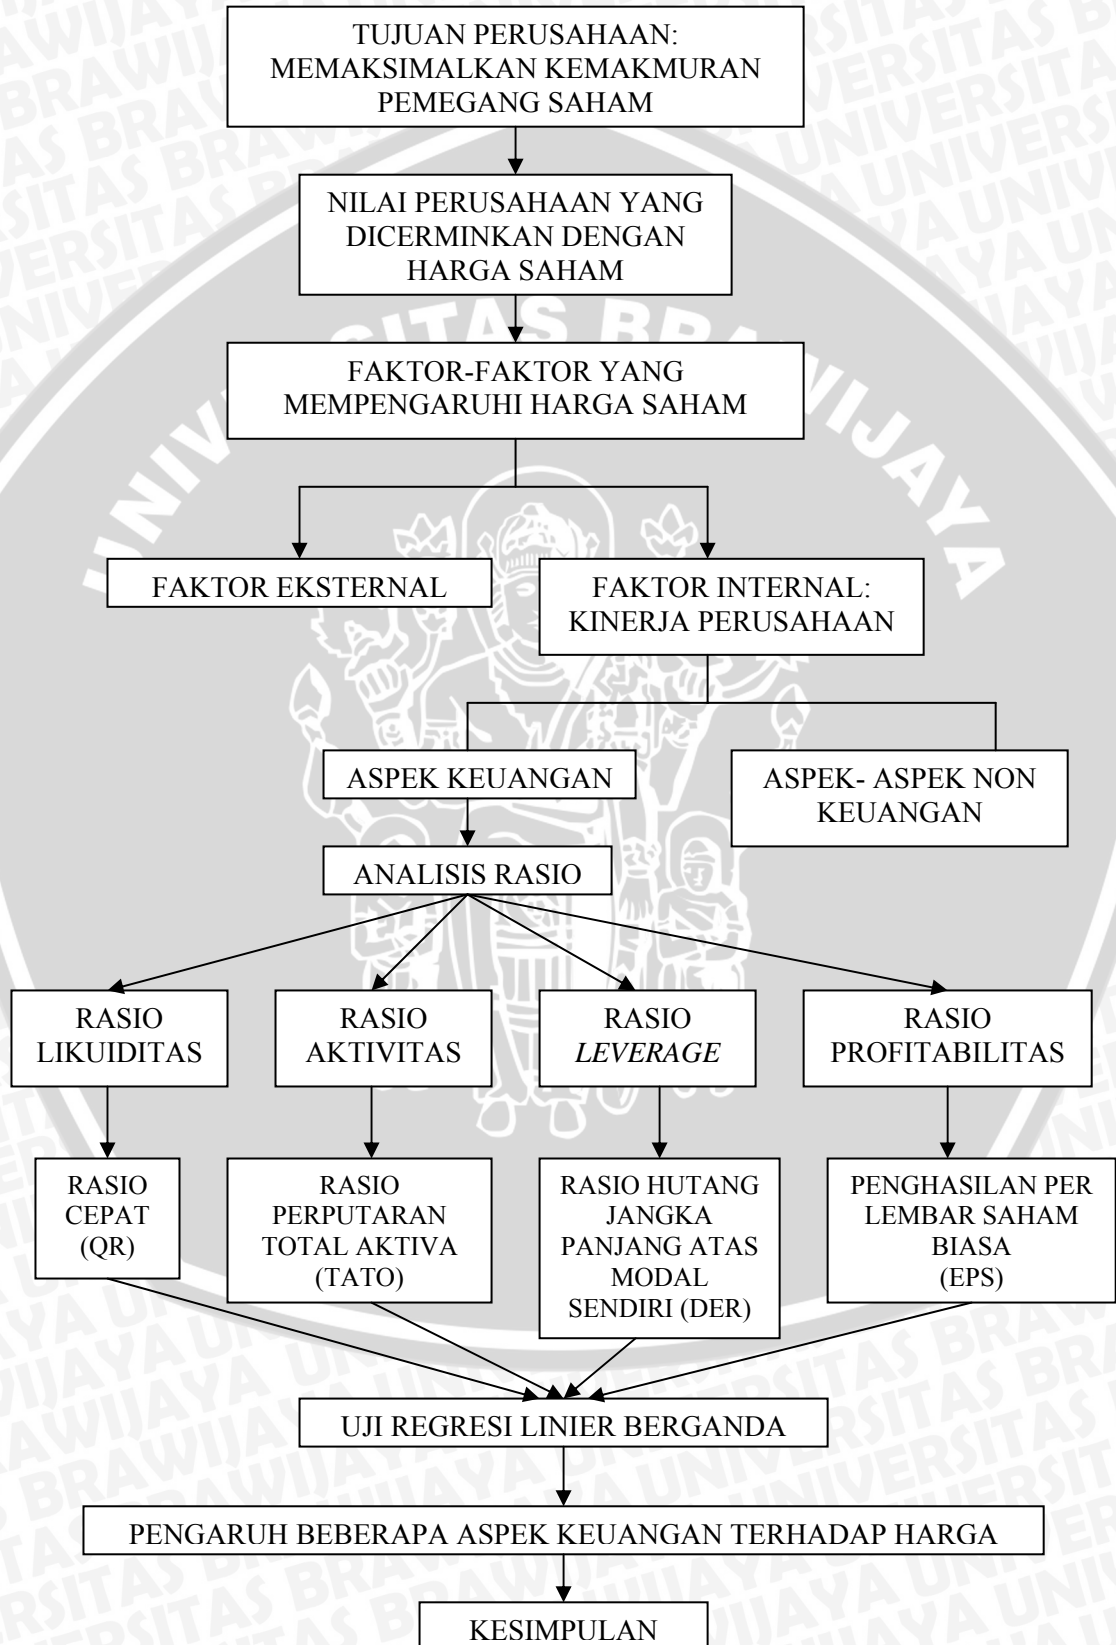 TUJUAN PERUSAHAAN:
MEMAKSIMALKAN KEMAKMURAN
PEMEGANG SAHAM
NILAI PERUSAHAAN YANG
DICERMINKAN DENGAN
HARGA SAHAM
UNIVERSITAS BRAWIJAYA
FAKTOR-FAKTOR YANG
MEMPENGARUHI HARGA SAHAM
FAKTOR EKSTERNAL
FAKTOR INTERNAL:
KINERJA PERUSAHAAN
ASPEK KEUANGAN
ASPEK- ASPEK NON
KEUANGAN
ANALISIS RASIO
RASIO
LIKUIDITAS
RASIO
AKTIVITAS
RASIO
LEVERAGE
RASIO
PROFITABILITAS
RASIO
CEPAT
(QR)
RASIO
PERPUTARAN
TOTAL AKTIVA
(TATO)
RASIO HUTANG
JANGKA
PANJANG ATAS
MODAL
SENDIRI (DER)
PENGHASILAN PER
LEMBAR SAHAM
BIASA
(EPS)
UJI REGRESI LINIER BERGANDA
PENGARUH BEBERAPA ASPEK KEUANGAN TERHADAP HARGA
KESIMPULAN